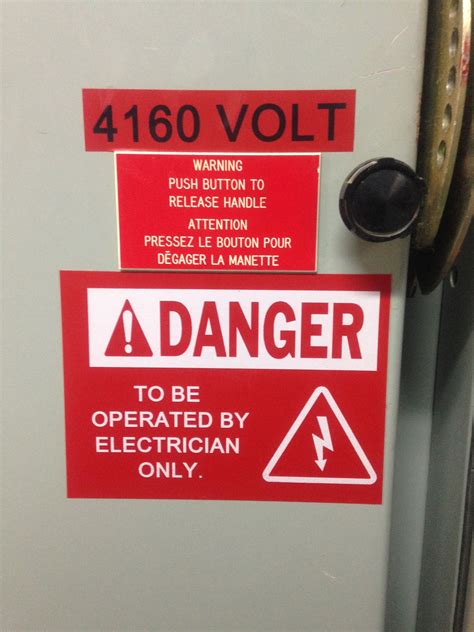 4160 VOLT
WARNING
PUSH BUTTON TO
RELEASE HANDLE
ATTENTION
PRESSEZ LE BOUTON POUR
DĒGAGER LA MANETTE
DANGER
TO BE
OPERATED BY
ELECTRICIAN
ONLY.